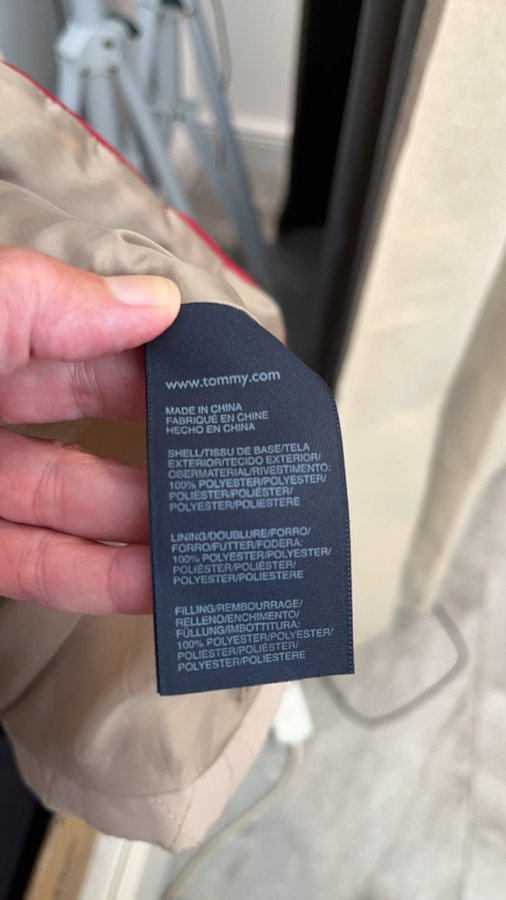 www.tommy.com
MADE IN CHINA
FABRIQUÉ EN CHINE
HECHO EN CHINA
SHELL/TISSU DE BASE/TELA
EXTERIOR/TECIDO EXTERIOR/
OBERMATERIAL/RIVESTIMENTO:
100% POLYESTER/POLYESTER/
POLIÉSTER/POLIÉSTER/
POLYESTER/POLIESTERE
LINING/DOUBLURE/FORRO/
FORRO/FUTTER/FODERA:
100% POLYESTER/POLYESTER/
POLIÉSTER/POLIÉSTER/
POLYESTER/POLIESTERE
FILLING/REMBOURRAGE/
RELLENO/ENCHIMENTO/
FÜLLUNG/IMBOTTITURA:
100% POLYESTER/POLYESTER/
POLIÉSTER/POLIÉSTER/
POLYESTER/POLIESTERE